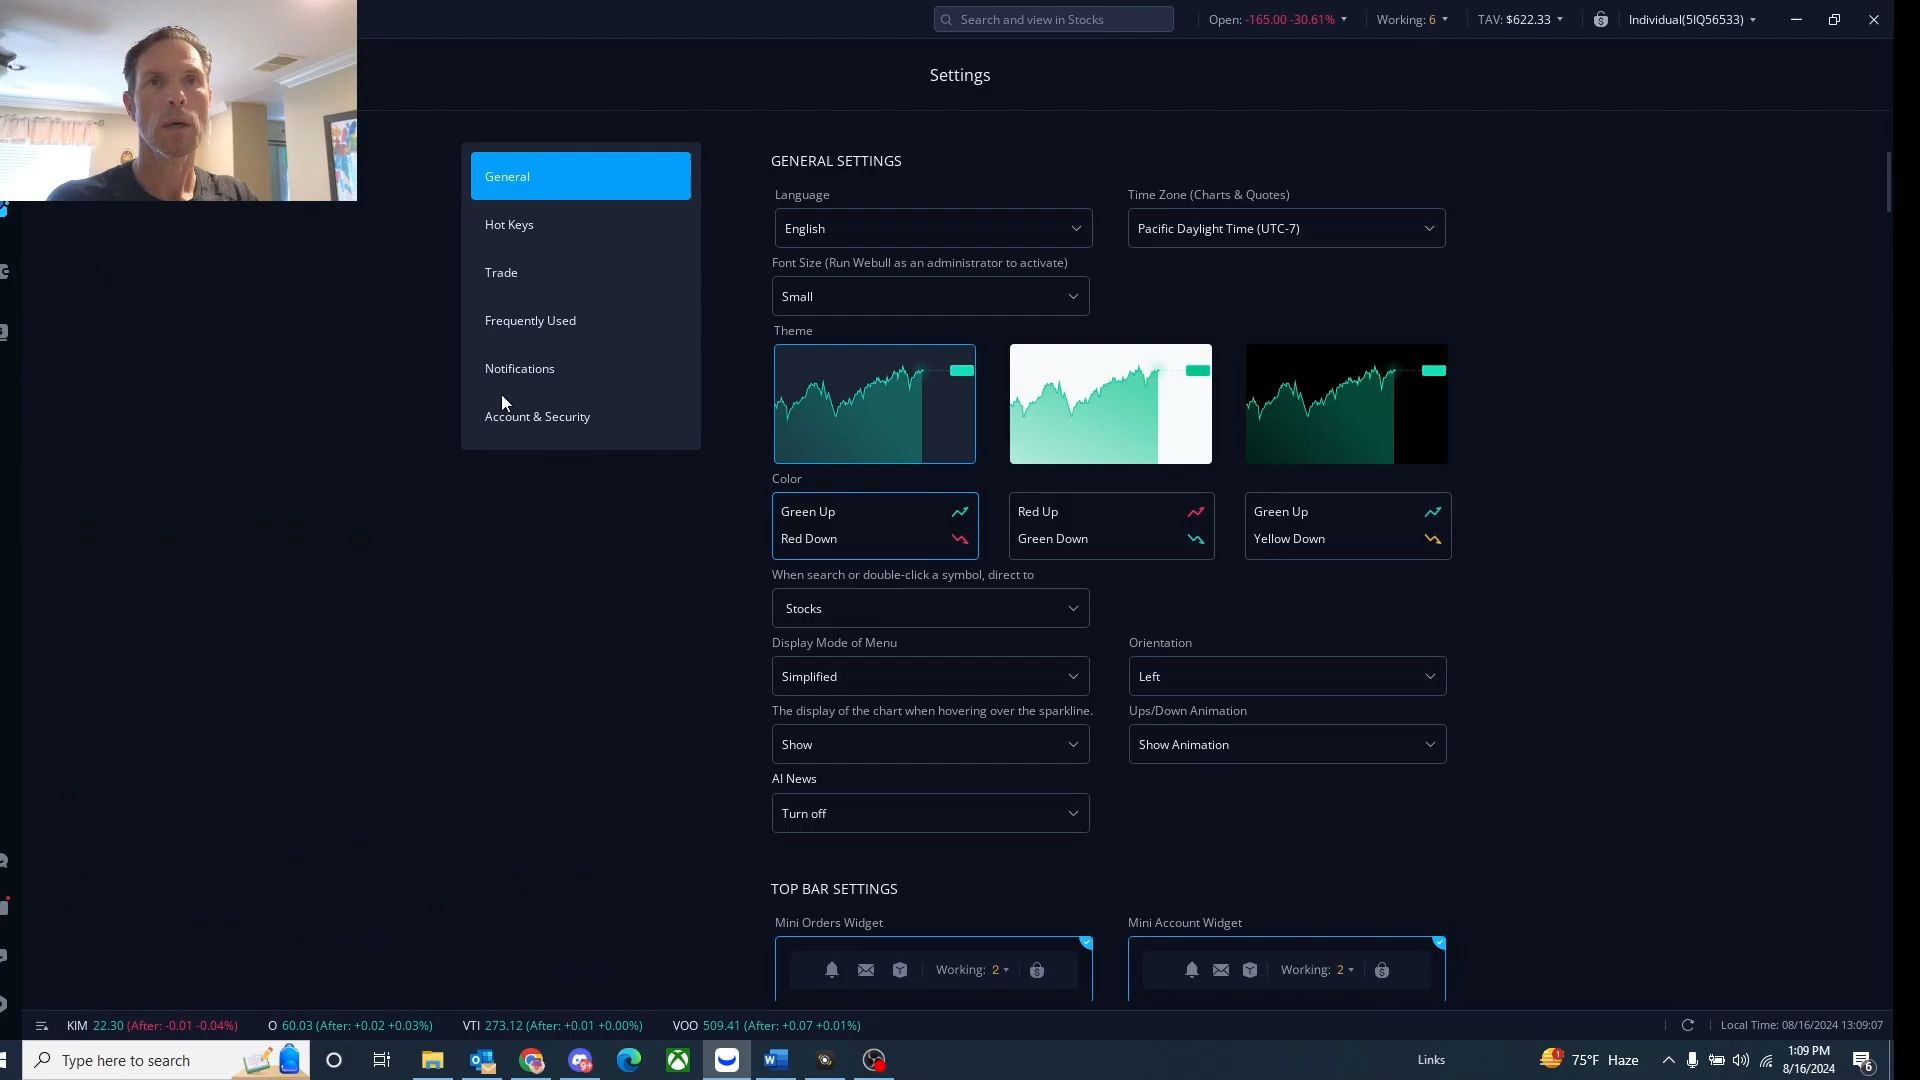 Search and view in Stocks
Open: -165.00 -30.61%
Working: 6
TAV: $622.33
Individual(5IQ56533)
Settings
General
Hot Keys
Trade
Frequently Used
Notifications
Account & Security
GENERAL SETTINGS
Language
Time Zone (Charts & Quotes)
English
Pacific Daylight Time (UTC-7)
Font Size (Run Webull as an administrator to activate)
Small
Theme
Color
Green Up
Red Down
Red Up
Green Down
Green Up
Yellow Down
When search or double-click a symbol, direct to
Stocks
Display Mode of Menu
Orientation
Simplified
Left
The display of the chart when hovering over the sparkline.
Ups/Down Animation
Show
Show Animation
AI News
Turn off
TOP BAR SETTINGS
Mini Orders Widget
Mini Account Widget
Working: 2
Working: 2
KIM 22.30 (After: -0.01 -0.04%)
O 60.03 (After: +0.02 +0.03%)
VTI 273.12 (After: +0.01 +0.00%)
VOO 509.41 (After: +0.07 +0.01%)
Local Time: 08/16/2024 13:09:07
Type here to search
9+
W
Links
1
75°F Haze
1:09 PM
8/16/2024
6